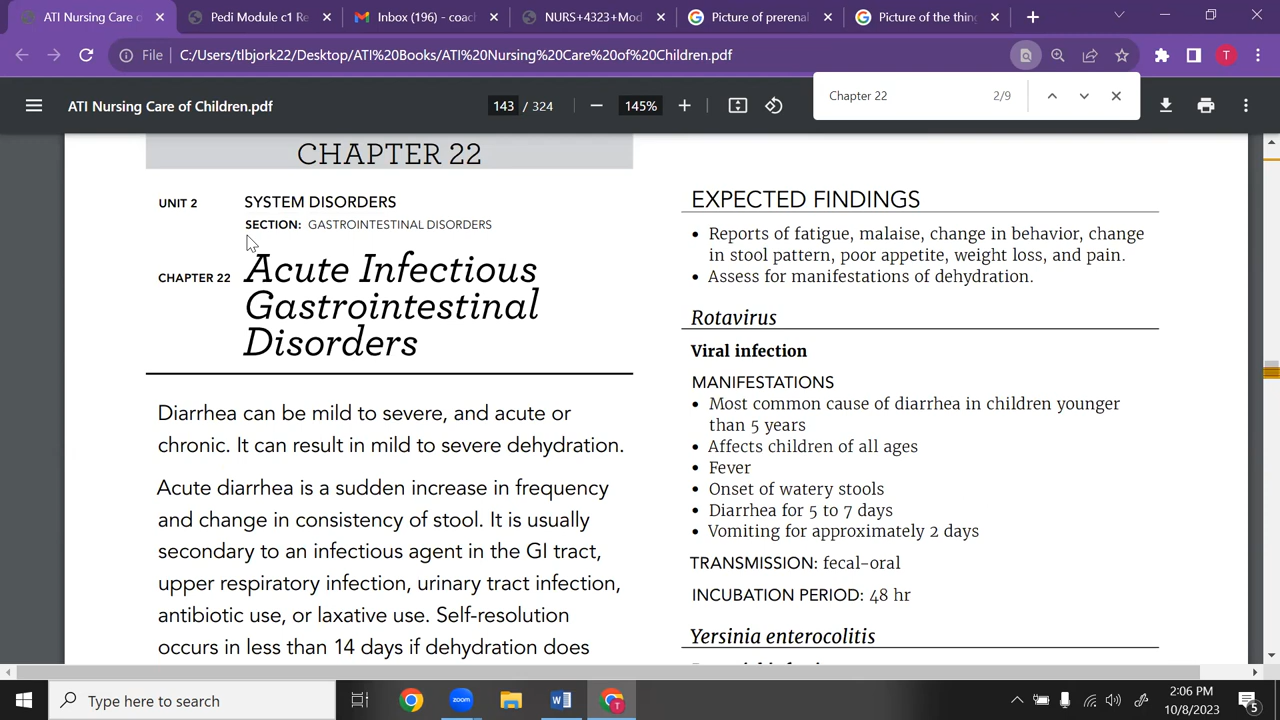 ATI Nursing Care o
Pedi Module c1 Re
Inbox (196) - coac
NURS+4323+Mod
Picture of prerenal
Picture of the thing
File
C:/Users/tlbjork22/Desktop/ATI%20Books/ATI%20Nursing%20Care%20of%20Children.pdf
T
Chapter 22
2/9
ATI Nursing Care of Children.pdf
143 / 324
145%
CHAPTER 22
UNIT 2 SYSTEM DISORDERS
SECTION: GASTROINTESTINAL DISORDERS
CHAPTER 22 Acute Infectious
Gastrointestinal
Disorders
Diarrhea can be mild to severe, and acute or
chronic. It can result in mild to severe dehydration.
Acute diarrhea is a sudden increase in frequency
and change in consistency of stool. It is usually
secondary to an infectious agent in the GI tract,
upper respiratory infection, urinary tract infection,
antibiotic use, or laxative use. Self-resolution
occurs in less than 14 days if dehydration does
EXPECTED FINDINGS
• Reports of fatigue, malaise, change in behavior, change
in stool pattern, poor appetite, weight loss, and pain.
• Assess for manifestations of dehydration.
Rotavirus
Viral infection
MANIFESTATIONS
• Most common cause of diarrhea in children younger
than 5 years
• Affects children of all ages
• Fever
• Onset of watery stools
• Diarrhea for 5 to 7 days
• Vomiting for approximately 2 days
TRANSMISSION: fecal-oral
INCUBATION PERIOD: 48 hr
Yersinia enterocolitis
Type here to search
zoom
T
2:06 PM
10/8/2023
5